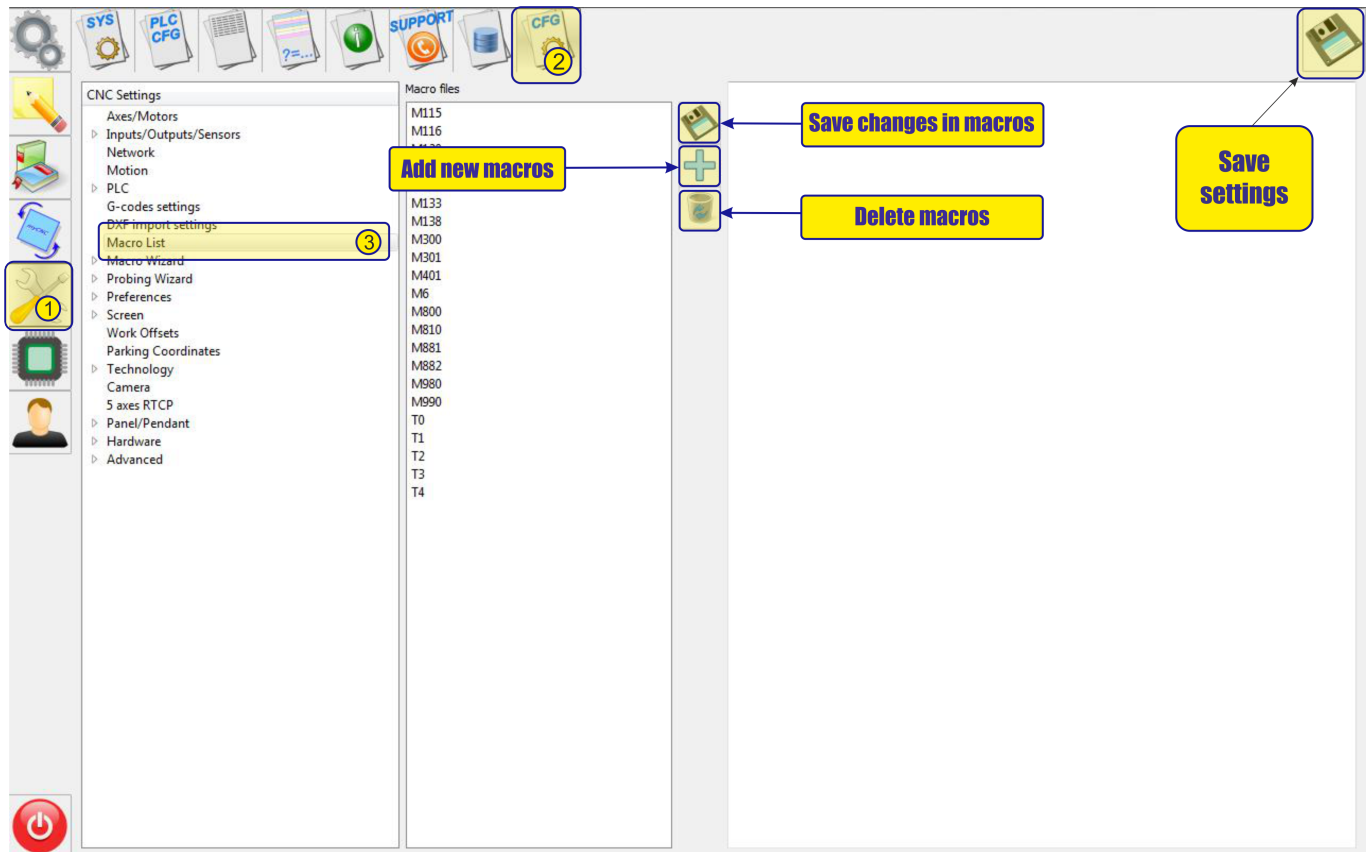 SYS
PLC
CFG
?=...
SUPPORT
CFG
2
CNC Settings
Axes/Motors
Inputs/Outputs/Sensors
Network
Motion
PLC
G-codes settings
DXF import settings
Macro List
3
Macro Wizard
Probing Wizard
Preferences
Screen
Work Offsets
Parking Coordinates
Technology
Camera
5 axes RTCP
Panel/Pendant
Hardware
Advanced
Macro files
M115
M116
M133
M138
M300
M301
M401
M6
M800
M810
M881
M882
M980
M990
T0
T1
T2
T3
T4
Add new macros
Save changes in macros
Delete macros
Save
settings
myCNC
1